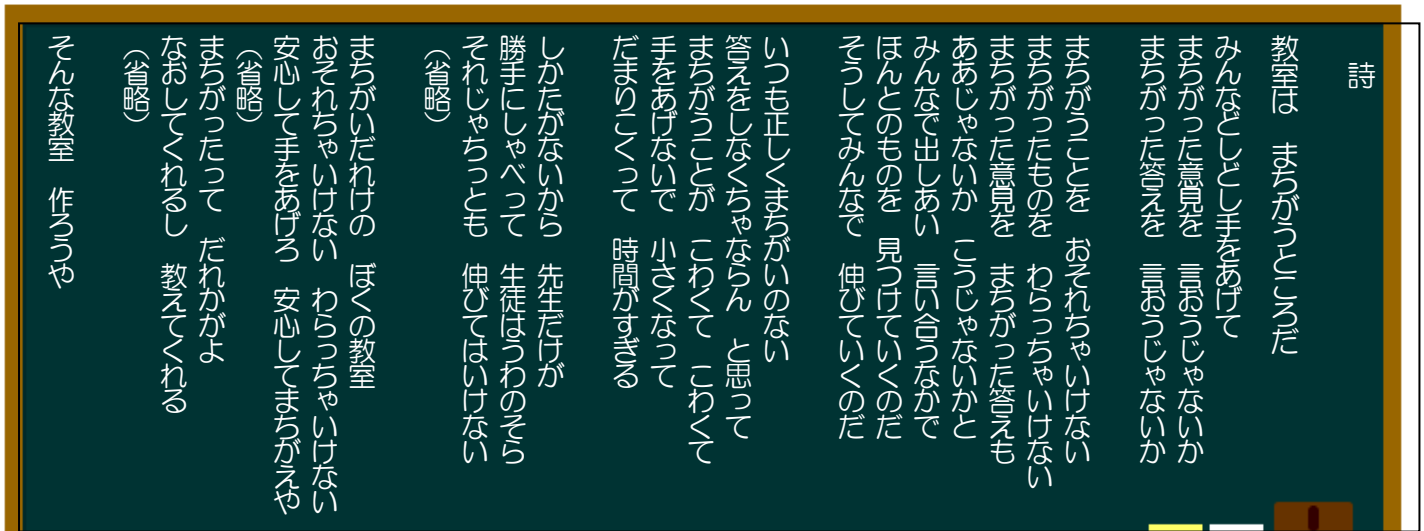 詩
教室は　まちがうところだ
みんなどしどし手をあげて
まちがった意見を　言おうじゃないか
まちがった答えを　言おうじゃないか
まちがうことを　おそれちゃいけない
まちがったものを　わらっちゃいけない
まちがった意見を　まちがった答えも
ああじゃないか　こうじゃないかと
みんなで出しあい　言い合うなかで
ほんとのものを　見つけていくのだ
そうしてみんなで　伸びていくのだ
いつも正しくまちがいのない
答えをしなくちゃならん　と思って
まちがうことが　こわくて　こわくて
手をあげないで　小さくなって
だまりこくって　時間がすぎる
しかたがないから　先生だけが
勝手にしゃべって　生徒はうわのそら
それじゃちっとも　伸びてはいけない
（省略）
まちがいだれけの　ぼくの教室
おそれちゃいけない　わらっちゃいけない
安心して手をあげろ　安心してまちがえや
（省略）
まちがったって　だれかがよ
なおしてくれるし　教えてくれる
（省略）
そんな教室　作ろうや